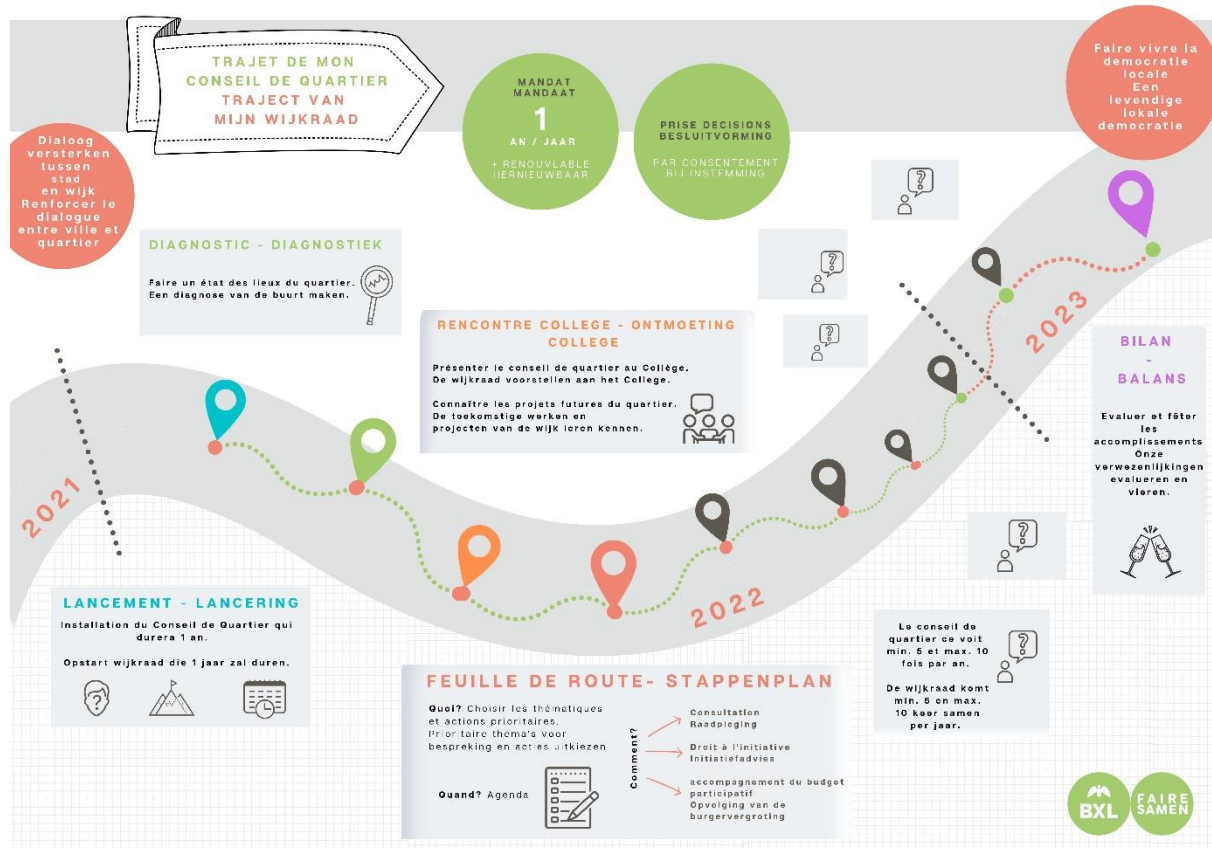 TRAJET DE MON
CONSEIL DE QUARTIER
TRAJECT VAN
MIJN WIJKRAAD
MANDAT
MANDAAT
1
AN / JAAR
+ RENOUVLABLE
HERNIEUWBAAR
PRISE DECISIONS
BESLUITVORMING
PAR CONSENTEMENT
BIJ INSTEMMING
Faire vivre la
democratie
locale
Een
levendige
lokale
democratie
Dialoog
versterken
tussen
stad
en wijk
Renforcer le
dialogue
entre ville et
quartier
DIAGNOSTIC - DIAGNOSTIEK
Faire un état des lieux du quartier.
Een diagnose van de buurt maken.
RENCONTRE COLLEGE - ONTMOETING
COLLEGE
Présenter le conseil de quartier au Collège.
De wijkraad voorstellen aan het College.
Connaître les projets futures du quartier.
De toekomstige werken en
projecten van de wijk leren kennen.
2021
2022
2023
BILAN
-
BALANS
Evaluer et fêter
les
accomplissements
Onze
verwezenlijkingen
evalueren en
vieren.
LANCEMENT - LANCERING
Installation du Conseil de Quartier qui
durera 1 an.
Opstart wijkraad die 1 jaar zal duren.
FEUILLE DE ROUTE- STAPPENPLAN
Quoi? Choisir les thématiques
et actions prioritaires.
Prioritaire thema's voor
bespreking en acties uitkiezen
Quand? Agenda
Comment?
Consultation
Raadpleging
Droit à l'initiative
Initiatiefadvies
accompagnement du budget
participatif
Opvolging van de
burgervergroting
Le conseil de
quartier ce voit
min. 5 et max. 10
fois par an.
De wijkraad komt
min. 5 en max.
10 keer samen
per jaar.
BXL
FAIRE
SAMEN